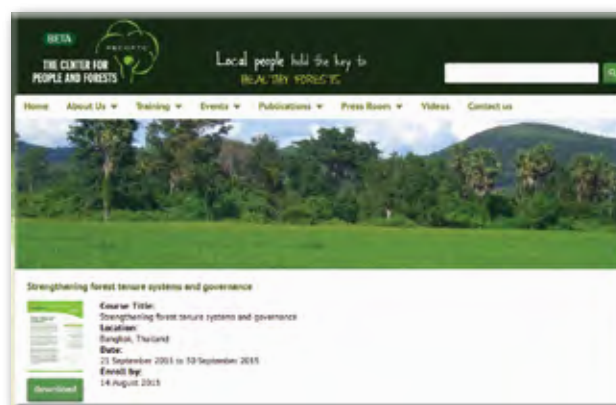 BETA
RECOFTC
THE CENTER FOR
PEOPLE AND FORESTS
Local people hold the key to
HEALTHY FORESTS
Home About Us Training Events Publications Press Room Videos Contact us
Strengthening forest tenure systems and governance
Course Title:
Strengthening forest tenure systems and governance
Location:
Bangkok, Thailand
Date:
21 September 2015 to 30 September 2015
Enroll by:
14 August 2015
download